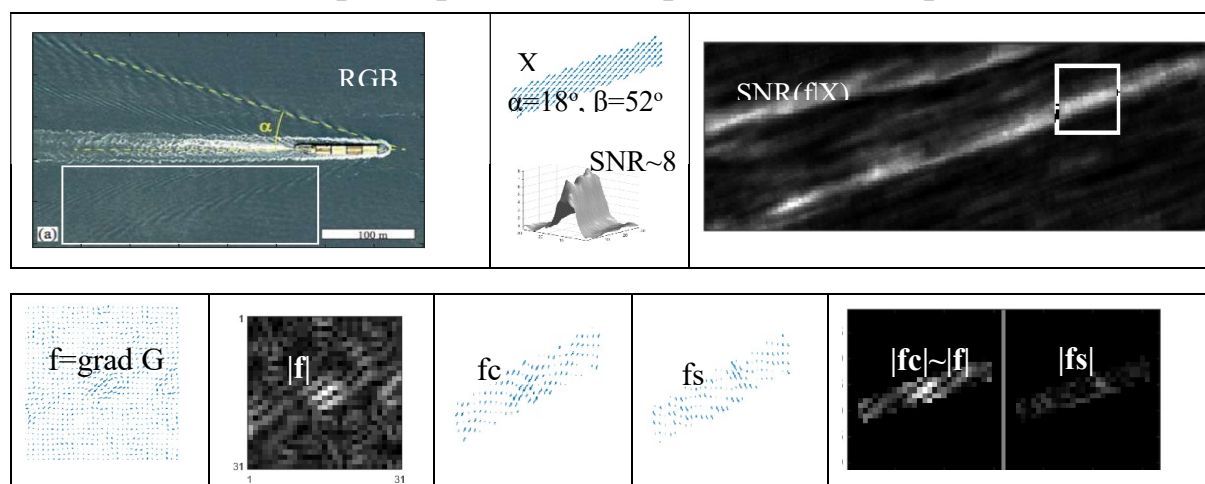 RGB
α
(a)
100 m
X
α=18°, β=52°
SNR~8
SNR(f|X)
f=grad G
1
|f|
31
1
31
fc
fs
|fc|~|f|
|fs|